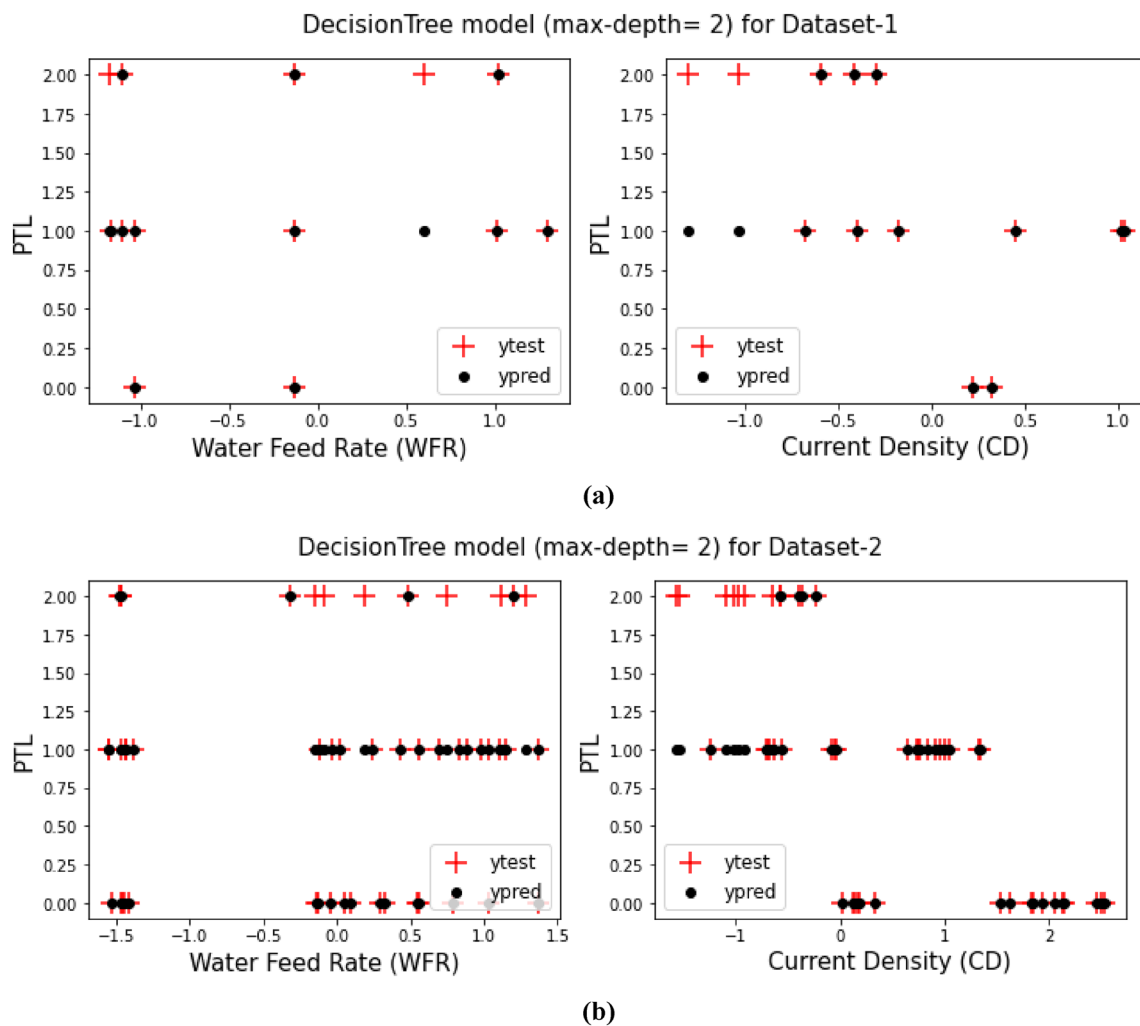 DecisionTree model (max-depth= 2) for Dataset-1
2.00
1.75
1.50
1.25
1.00
0.75
0.50
0.25
0.00
PTL
−1.0
−0.5
0.0
0.5
1.0
Water Feed Rate (WFR)
ytest
ypred
2.00
1.75
1.50
1.25
1.00
0.75
0.50
0.25
0.00
PTL
−1.0
−0.5
0.0
0.5
1.0
Current Density (CD)
ytest
ypred
(a)
DecisionTree model (max-depth= 2) for Dataset-2
2.00
1.75
1.50
1.25
1.00
0.75
0.50
0.25
0.00
PTL
−1.5
−1.0
−0.5
0.0
0.5
1.0
1.5
Water Feed Rate (WFR)
ytest
ypred
2.00
1.75
1.50
1.25
1.00
0.75
0.50
0.25
0.00
PTL
−1
0
1
2
Current Density (CD)
ytest
ypred
(b)